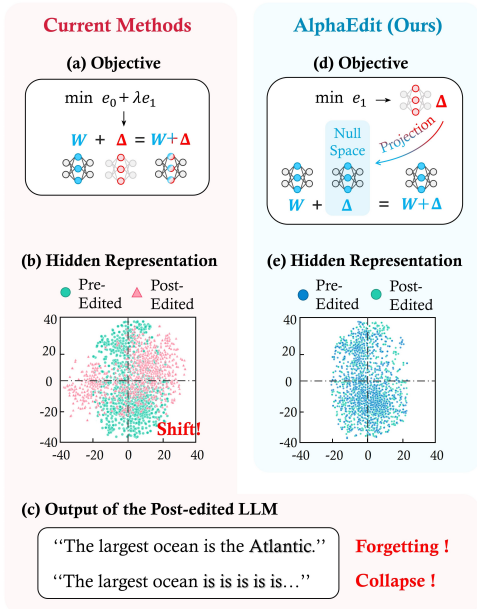 Current Methods
(a) Objective
min e₀ + λe₁
W + Δ = W+Δ
(b) Hidden Representation
Pre-Edited
Post-Edited
40
20
0
-20
-40
Shift!
-40 -20 0 20 40
AlphaEdit (Ours)
(d) Objective
min e₁ → Δ
Null Space
Projection
W + Δ = W+Δ
(e) Hidden Representation
Pre-Edited
Post-Edited
40
20
0
-20
-40
-40 -20 0 20 40
(c) Output of the Post-edited LLM
“The largest ocean is the Atlantic.” Forgetting !
“The largest ocean is is is is is…” Collapse !